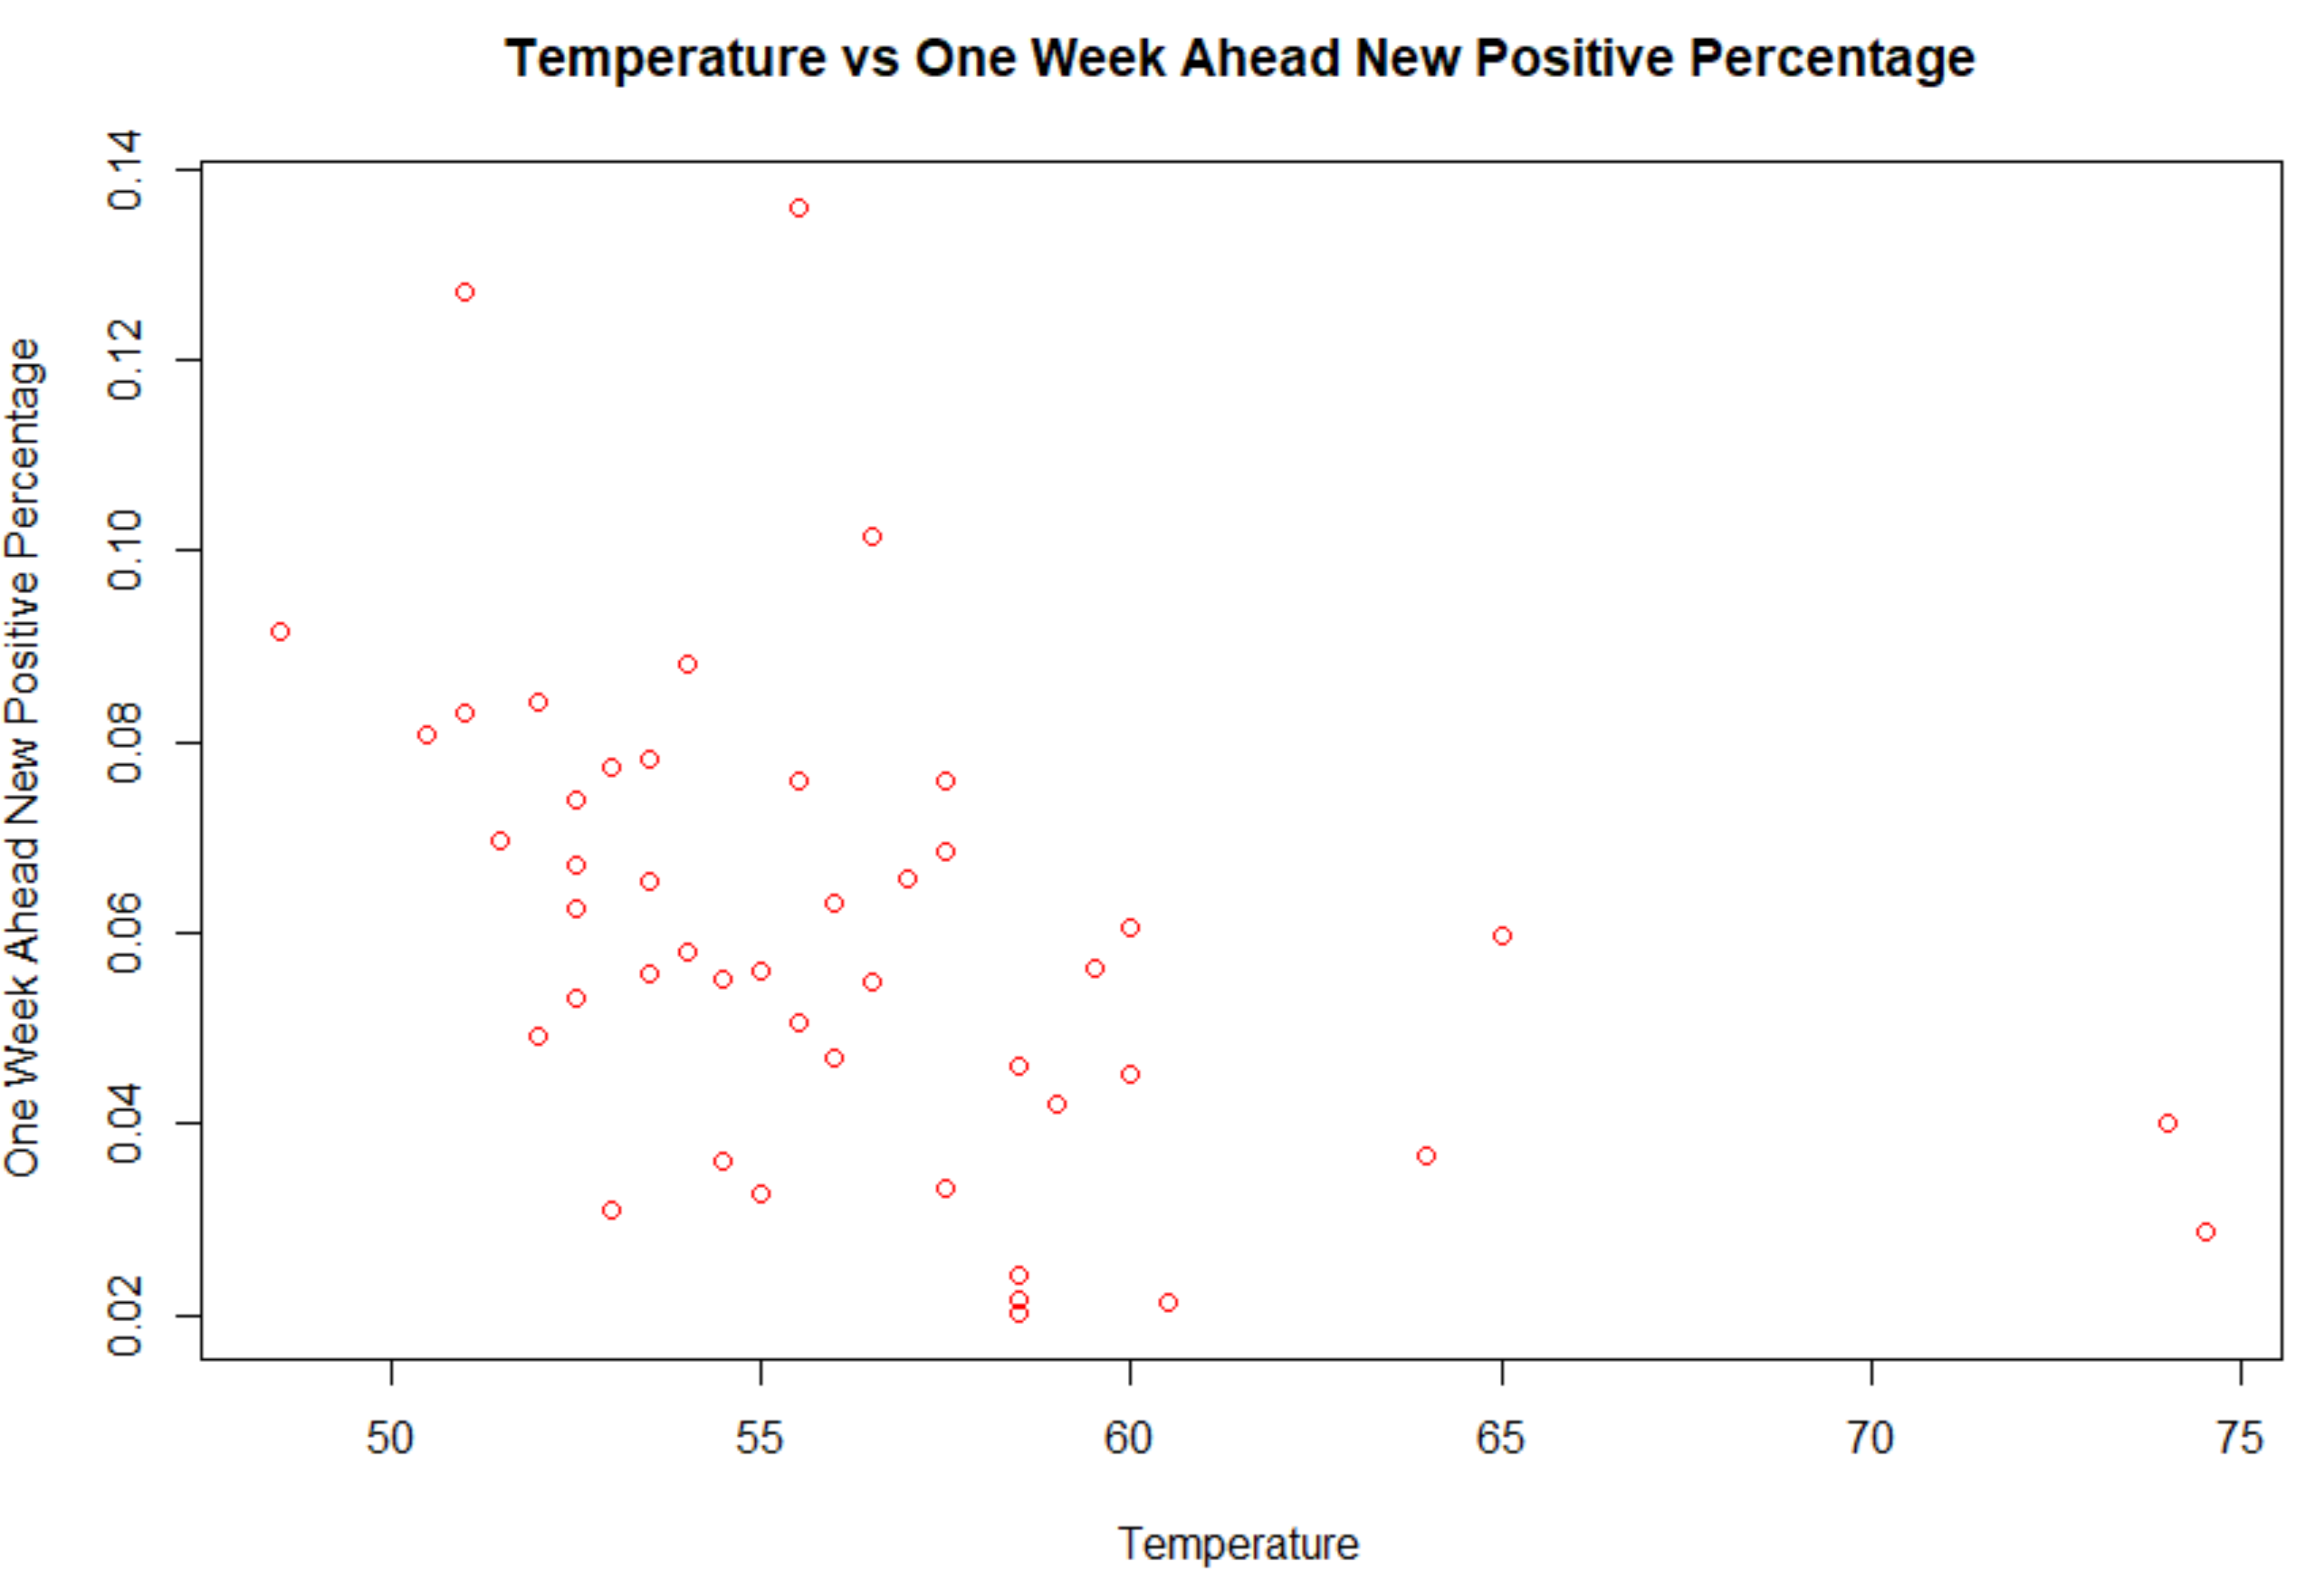 Temperature vs One Week Ahead New Positive Percentage
One Week Ahead New Positive Percentage
0.14
0.12
0.10
0.08
0.06
0.04
0.02
50 55 60 65 70 75
Temperature